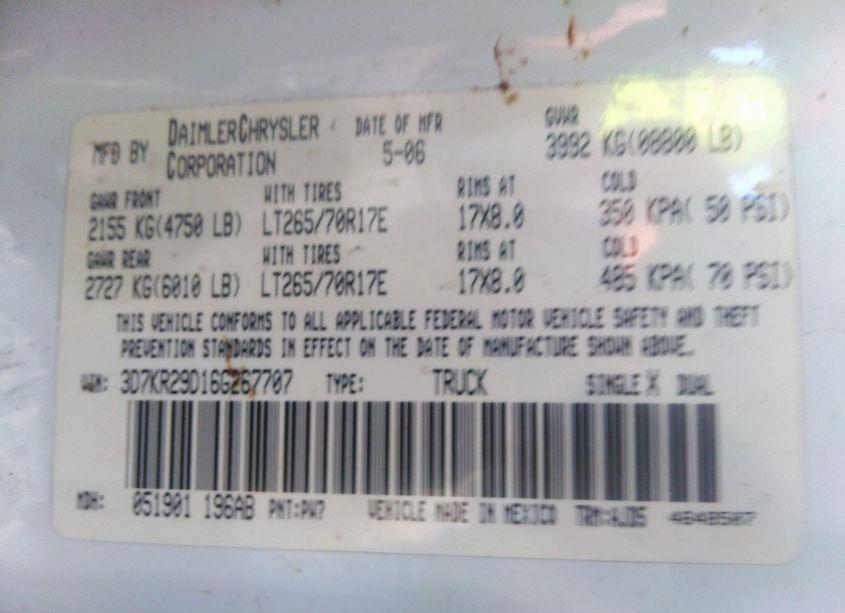 MFD BY DAIMLERCHRYSLER CORPORATION DATE OF MFR 5-06 GVWR 3992 KG(08800 LB)
GAWR FRONT WITH TIRES RIMS AT COLD
2155 KG(4750 LB) LT265/70R17E 17X8.0 350 KPA( 50 PSI)
GAWR REAR WITH TIRES RIMS AT COLD
2727 KG(6010 LB) LT265/70R17E 17X8.0 485 KPA( 70 PSI)
THIS VEHICLE CONFORMS TO ALL APPLICABLE FEDERAL MOTOR VEHICLE SAFETY AND THEFT
PREVENTION STANDARDS IN EFFECT ON THE DATE OF MANUFACTURE SHOWN ABOVE.
VIN: 3D7KR29D16G267707 TYPE: TRUCK SINGLE X DUAL
MDH: 051901 196AB PNT:PW7 VEHICLE MADE IN MEXICO TRM:AJD5 4648507